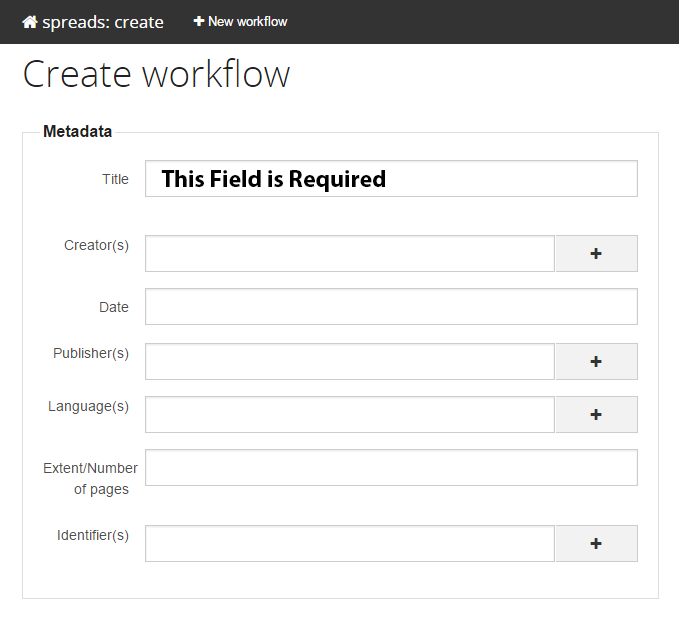 spreads: create
New workflow
Create workflow
Metadata
Title
This Field is Required
Creator(s)
+
Date
Publisher(s)
+
Language(s)
+
Extent/Number
of pages
Identifier(s)
+